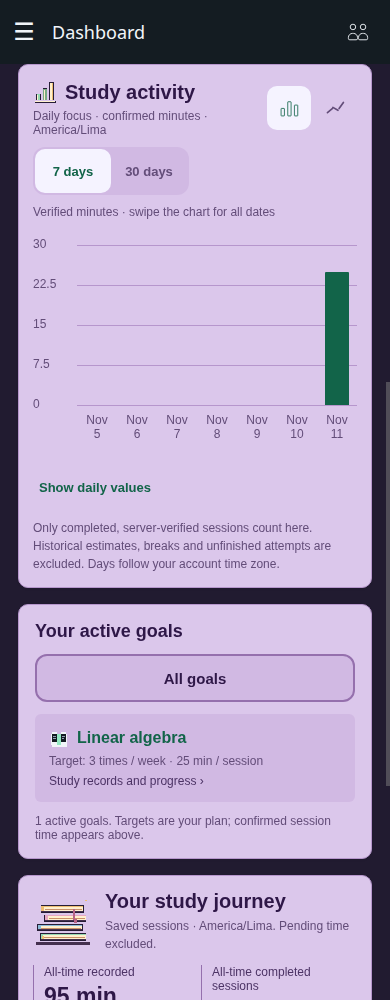 ☰ Dashboard
Study activity
Daily focus · confirmed minutes ·
America/Lima
7 days 30 days
Verified minutes · swipe the chart for all dates
30
22.5
15
7.5
0
Nov Nov Nov Nov Nov Nov Nov
5 6 7 8 9 10 11
Show daily values
Only completed, server-verified sessions count here.
Historical estimates, breaks and unfinished attempts are
excluded. Days follow your account time zone.
Your active goals
All goals
Linear algebra
Target: 3 times / week · 25 min / session
Study records and progress ›
1 active goals. Targets are your plan; confirmed session
time appears above.
Your study journey
Saved sessions · America/Lima. Pending time
excluded.
All-time recorded
95 min
All-time completed
sessions